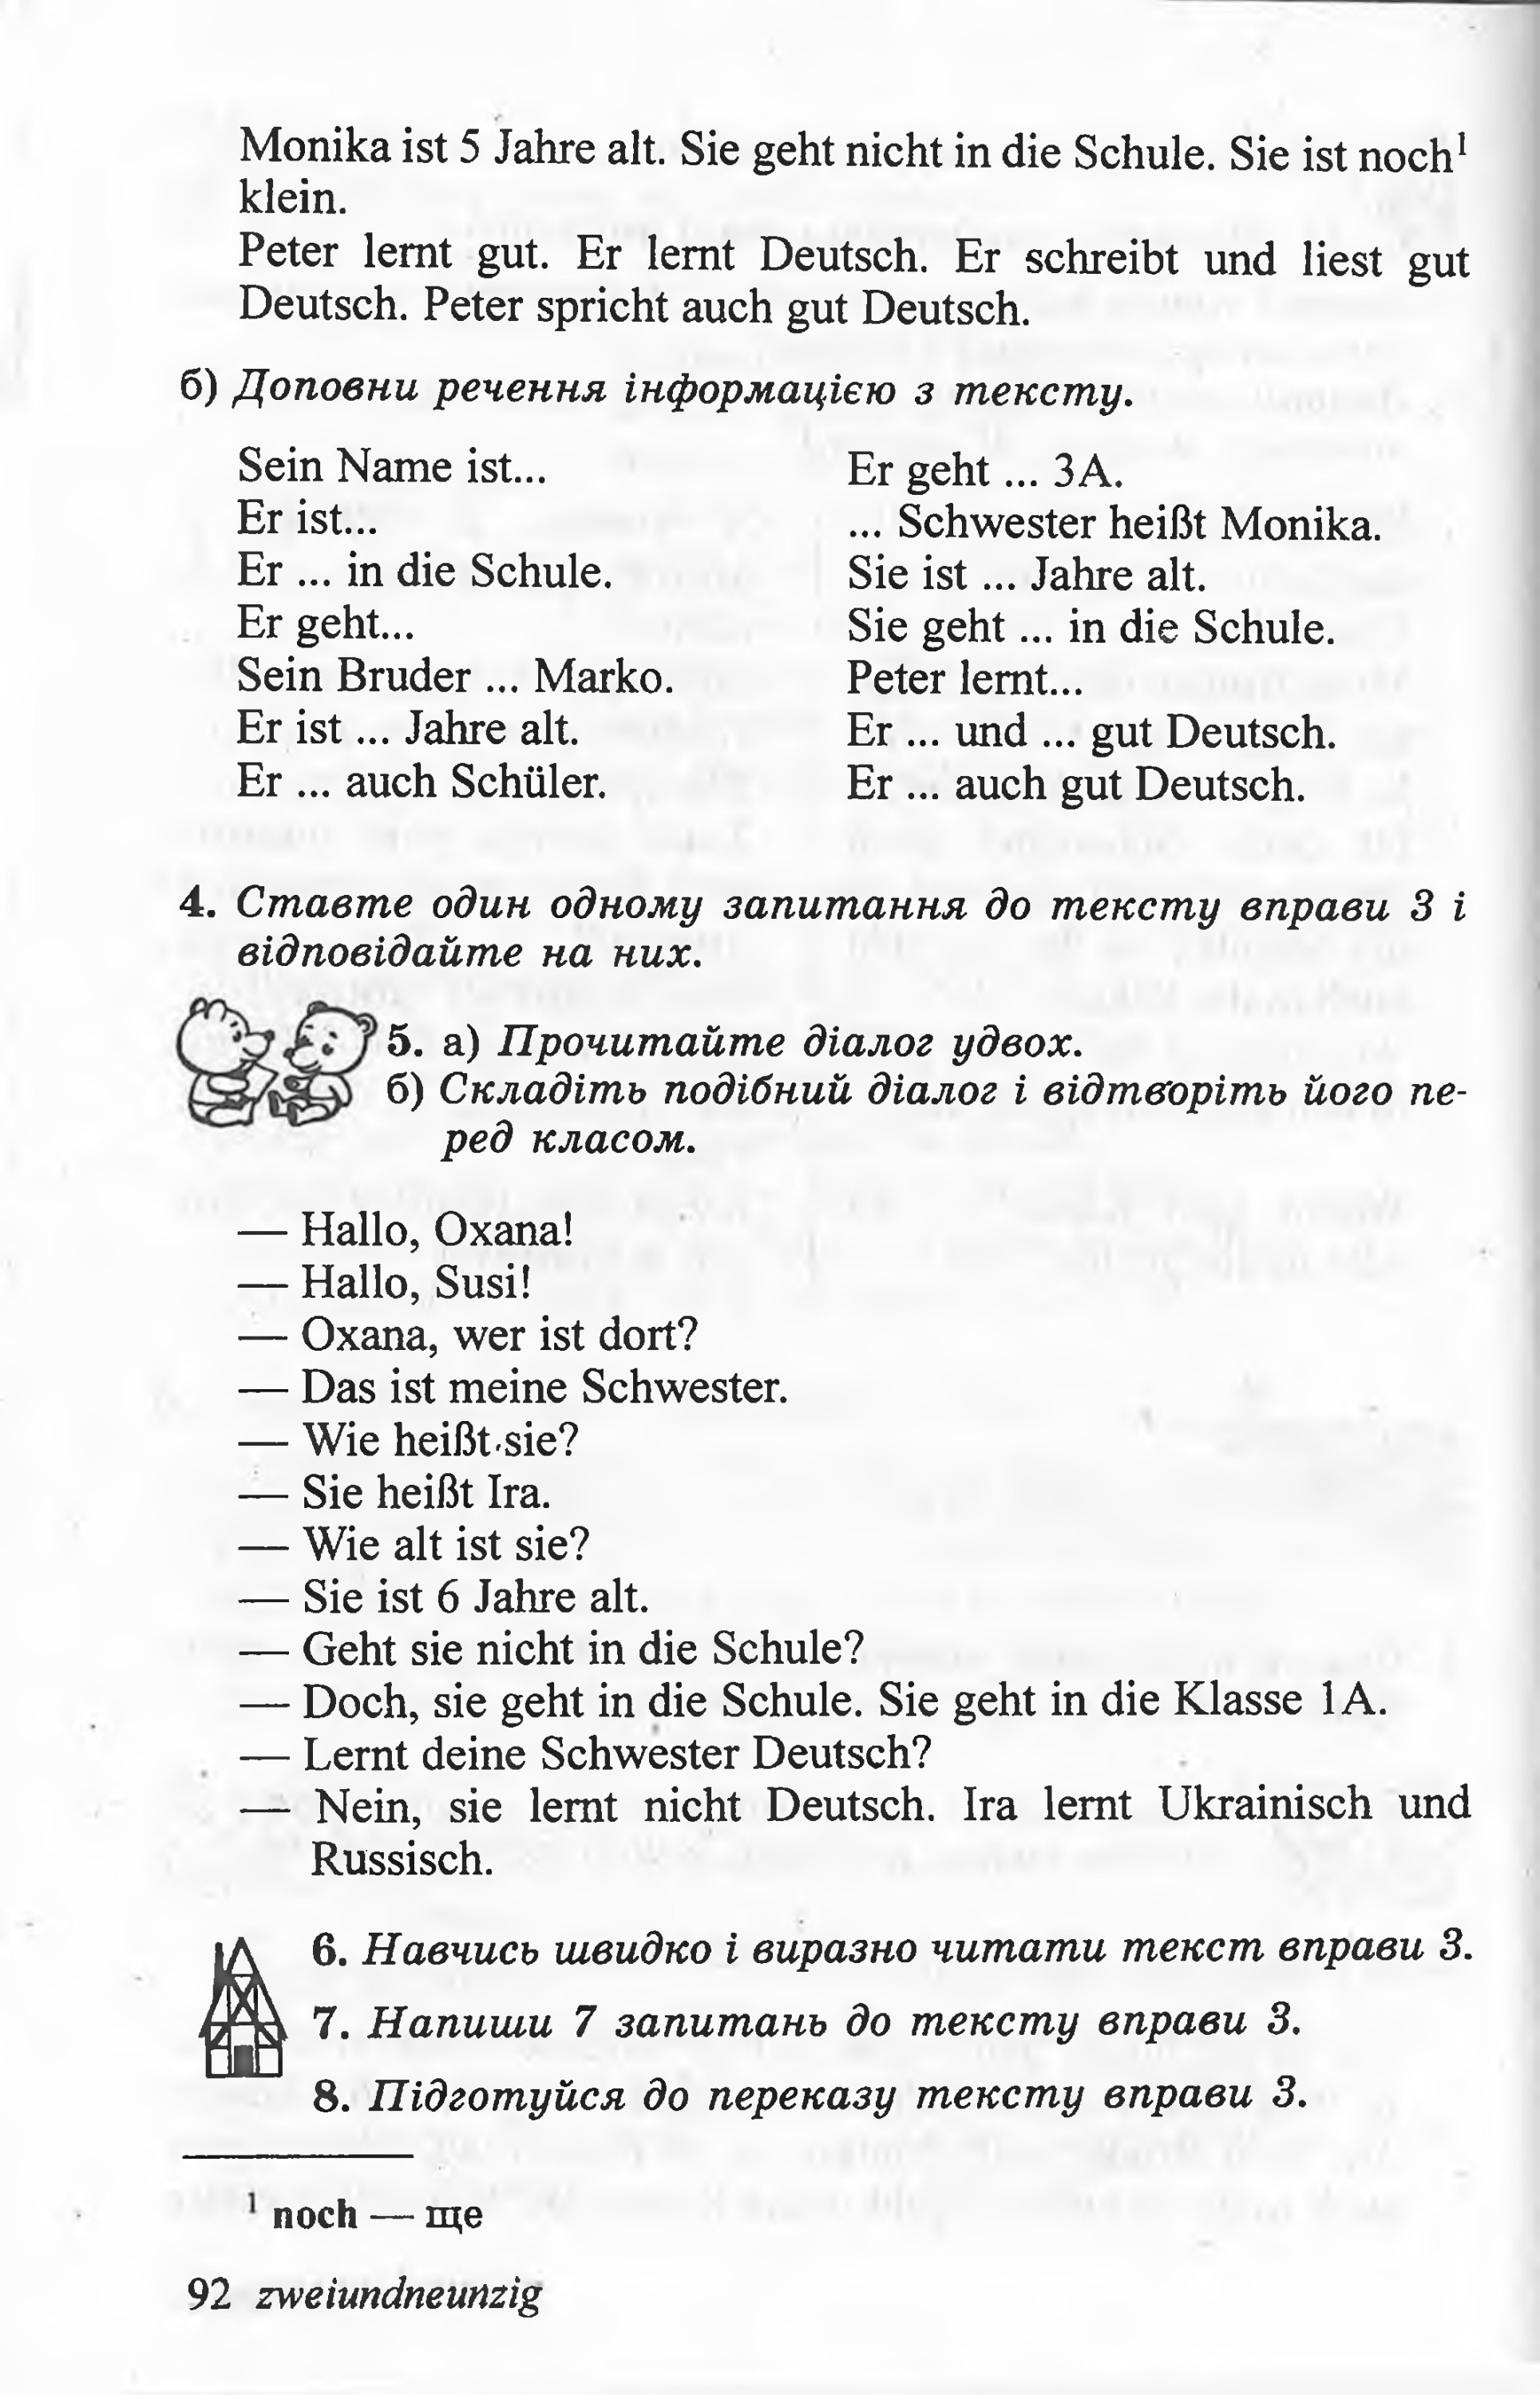 Monika ist 5 Jahre alt. Sie geht nicht in die Schule. Sie ist noch¹
klein.
Peter lernt gut. Er lernt Deutsch. Er schreibt und liest gut
Deutsch. Peter spricht auch gut Deutsch.
б) Доповни речення інформацією з тексту.
Sein Name ist...
Er ist...
Er ... in die Schule.
Er geht...
Sein Bruder ... Marko.
Er ist ... Jahre alt.
Er ... auch Schüler.
Er geht ... 3A.
... Schwester heißt Monika.
Sie ist ... Jahre alt.
Sie geht ... in die Schule.
Peter lernt...
Er ... und ... gut Deutsch.
Er ... auch gut Deutsch.
4. Ставте один одному запитання до тексту вправи 3 і
відповідайте на них.
5. а) Прочитайте діалог удвох.
б) Складіть подібний діалог і відтворіть його пе-
ред класом.
— Hallo, Oxana!
— Hallo, Susi!
— Oxana, wer ist dort?
— Das ist meine Schwester.
— Wie heißt sie?
— Sie heißt Ira.
— Wie alt ist sie?
— Sie ist 6 Jahre alt.
— Geht sie nicht in die Schule?
— Doch, sie geht in die Schule. Sie geht in die Klasse 1A.
— Lernt deine Schwester Deutsch?
— Nein, sie lernt nicht Deutsch. Ira lernt Ukrainisch und
Russisch.
6. Навчись швидко і виразно читати текст вправи 3.
7. Напиши 7 запитань до тексту вправи 3.
8. Підготуйся до переказу тексту вправи 3.
¹ noch — ще
92 zweiundneunzig